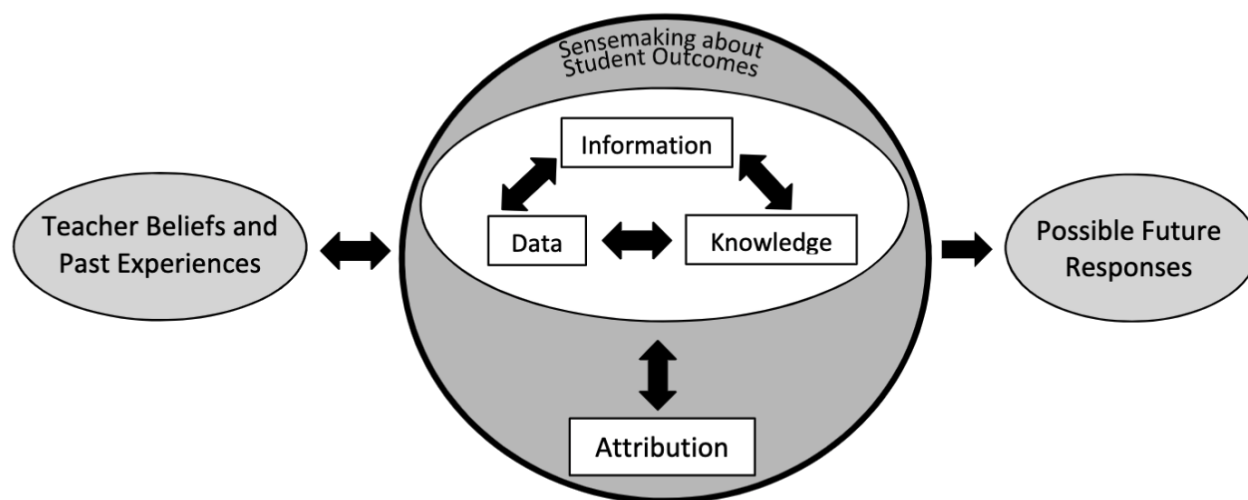 Sensemaking about
Student Outcomes
Information
Data
Knowledge
Teacher Beliefs and
Past Experiences
Possible Future
Responses
Attribution